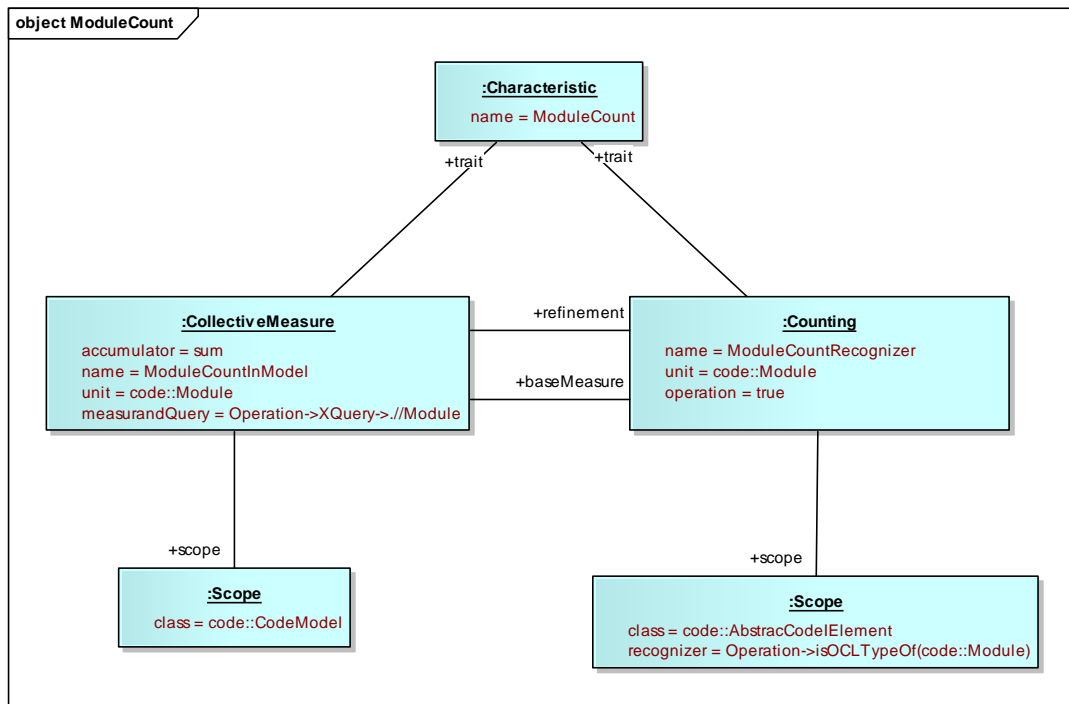 object ModuleCount
:Characteristic
name = ModuleCount
+trait
+trait
:CollectiveMeasure
accumulator = sum
name = ModuleCountInModel
unit = code::Module
measurandQuery = Operation->XQuery->.//Module
+refinement
+baseMeasure
:Counting
name = ModuleCountRecognizer
unit = code::Module
operation = true
+scope
+scope
:Scope
class = code::CodeModel
:Scope
class = code::AbstracCodelElement
recognizer = Operation->isOCLTypeOf(code::Module)